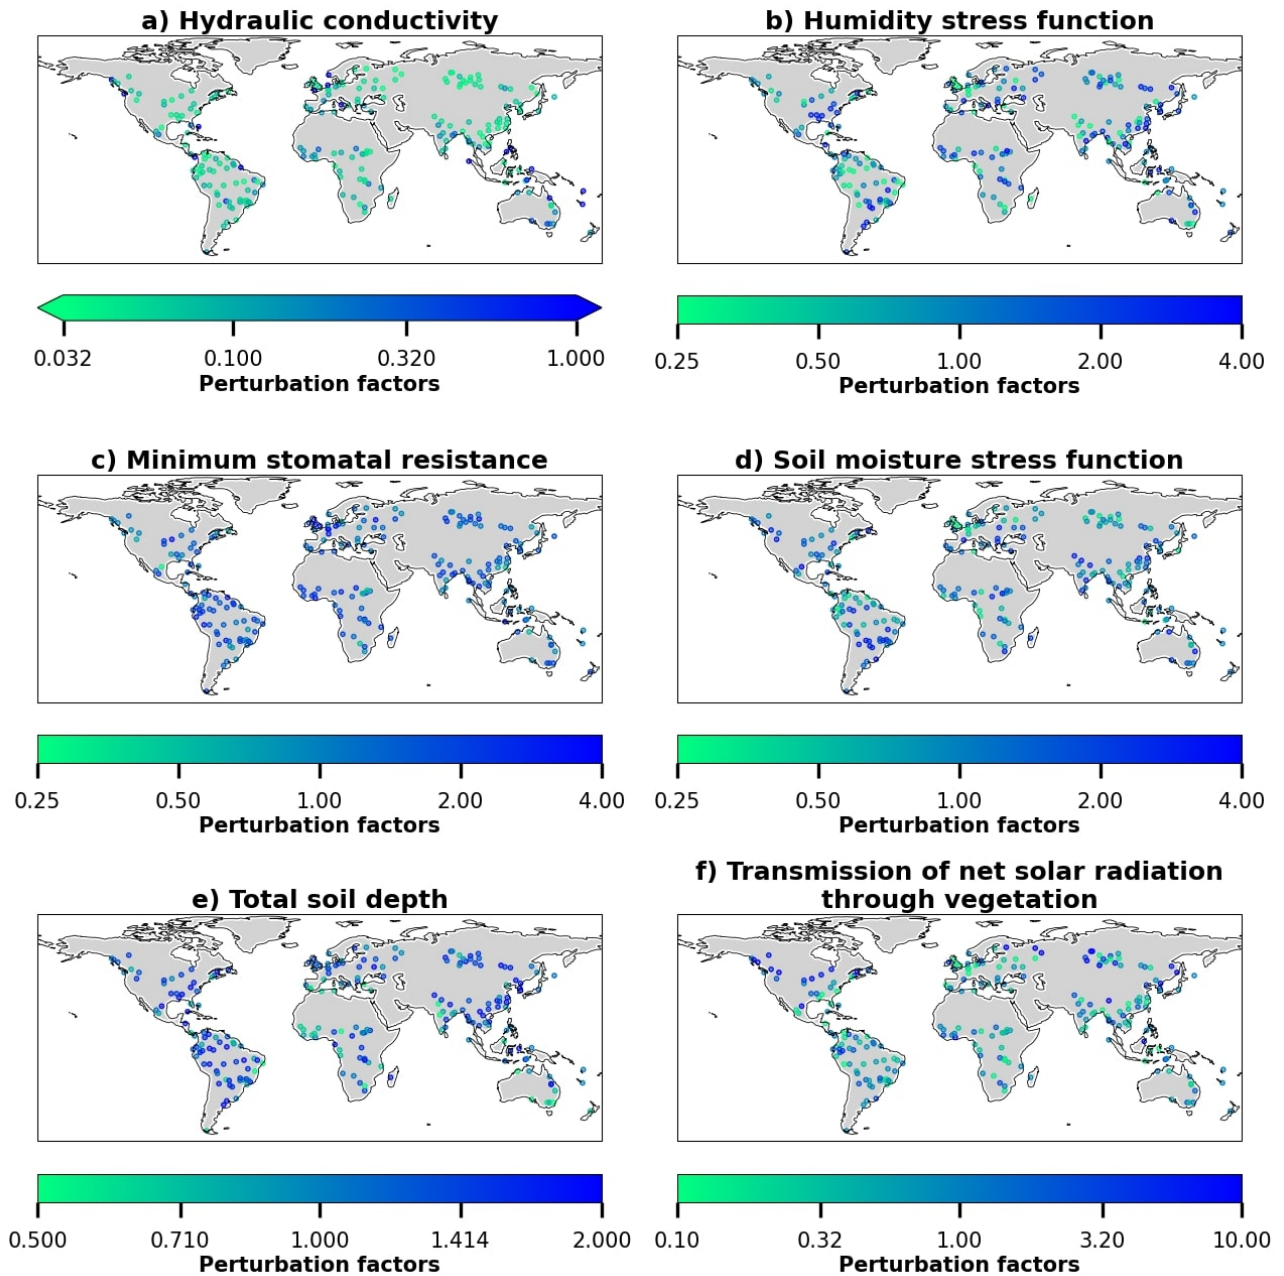 a) Hydraulic conductivity
b) Humidity stress function
0.032 0.100 0.320 1.000
Perturbation factors
0.25 0.50 1.00 2.00 4.00
Perturbation factors
c) Minimum stomatal resistance
d) Soil moisture stress function
0.25 0.50 1.00 2.00 4.00
Perturbation factors
0.25 0.50 1.00 2.00 4.00
Perturbation factors
e) Total soil depth
f) Transmission of net solar radiation
through vegetation
0.500 0.710 1.000 1.414 2.000
Perturbation factors
0.10 0.32 1.00 3.20 10.00
Perturbation factors